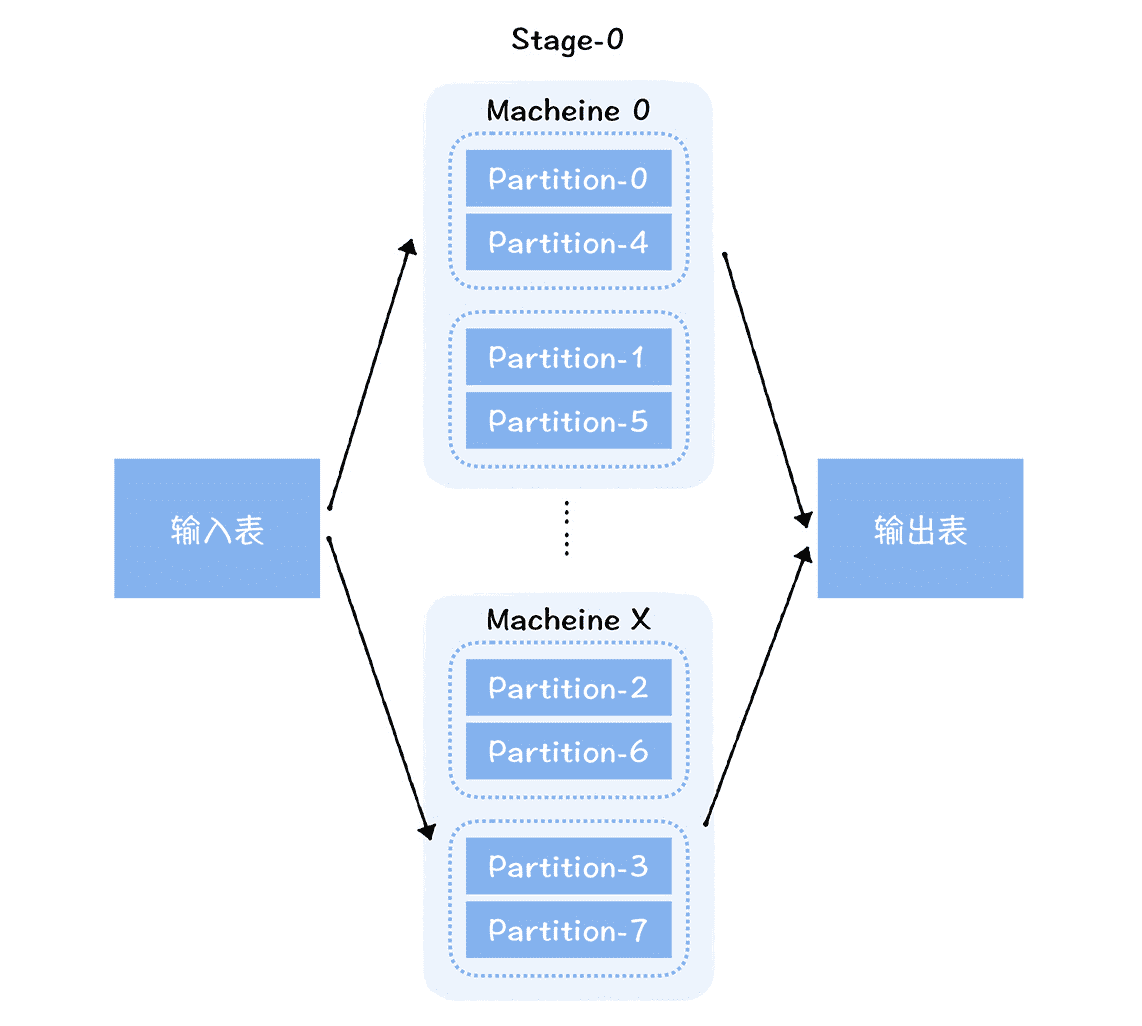 Stage-0
Macheine 0
Partition-0
Partition-4
Partition-1
Partition-5
输入表
输出表
Macheine X
Partition-2
Partition-6
Partition-3
Partition-7